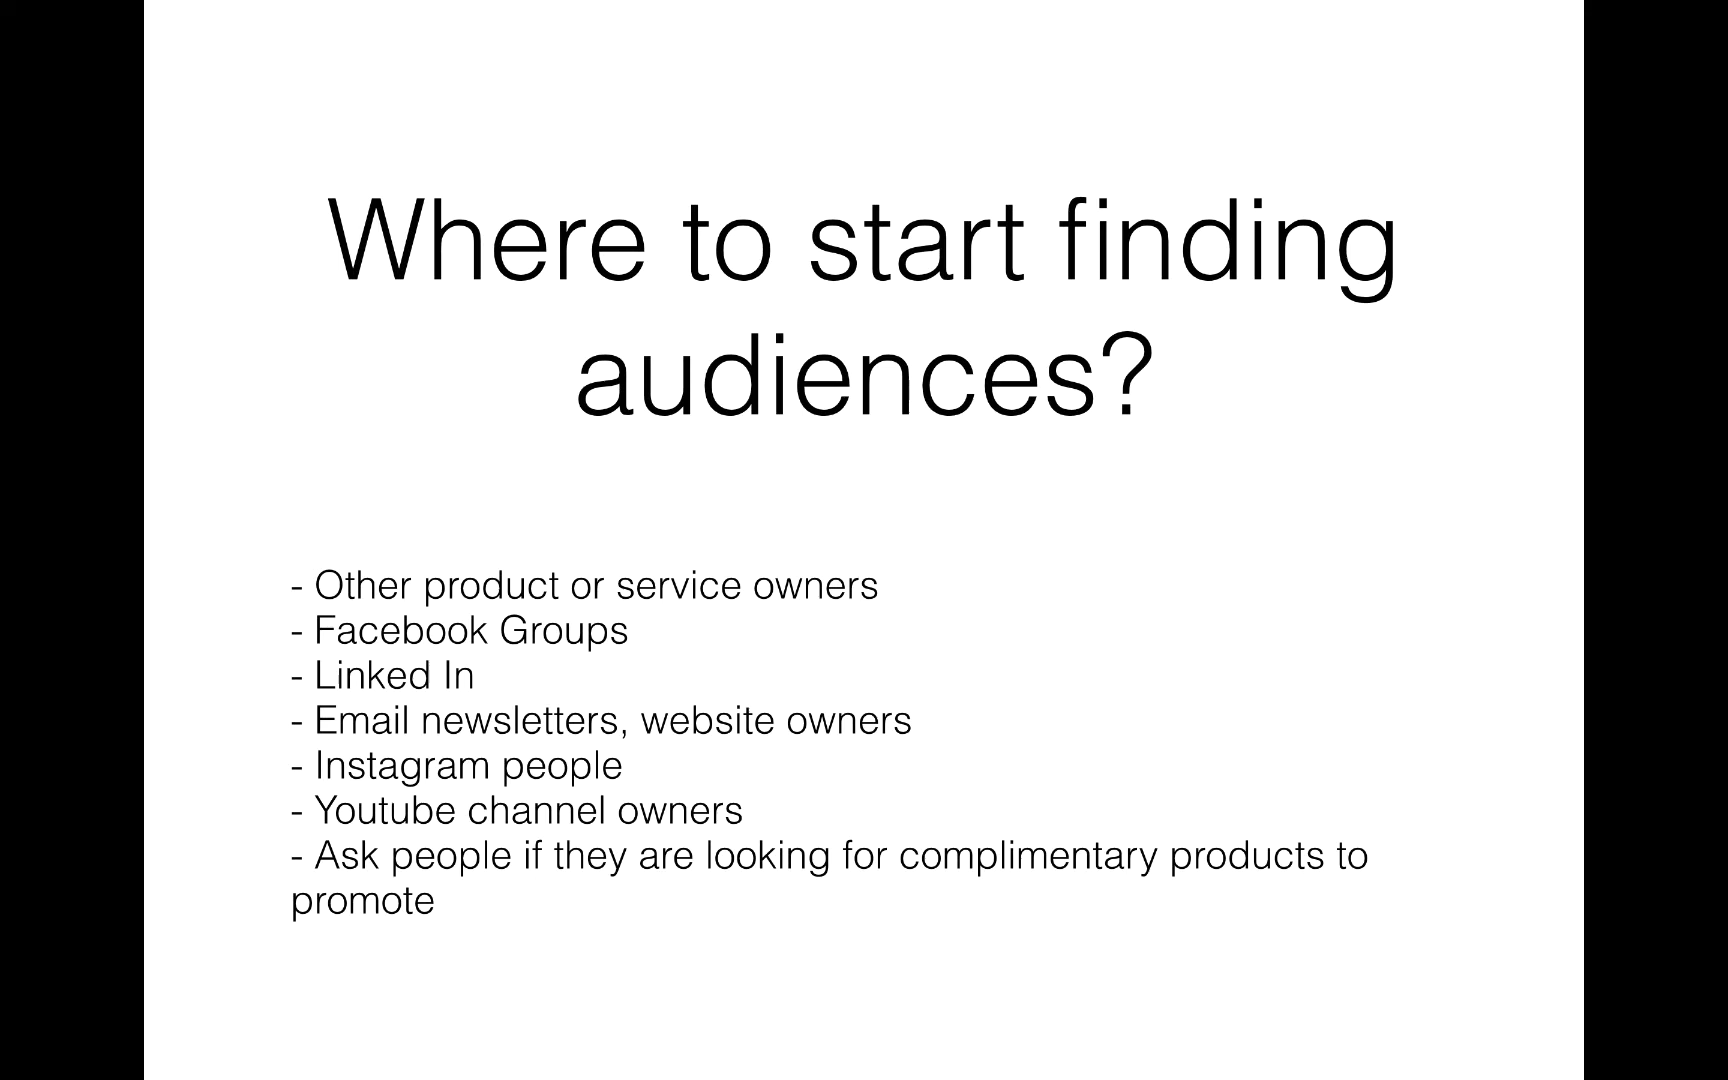 Where to start finding
audiences?
- Other product or service owners
- Facebook Groups
- Linked In
- Email newsletters, website owners
- Instagram people
- Youtube channel owners
- Ask people if they are looking for complimentary products to
promote